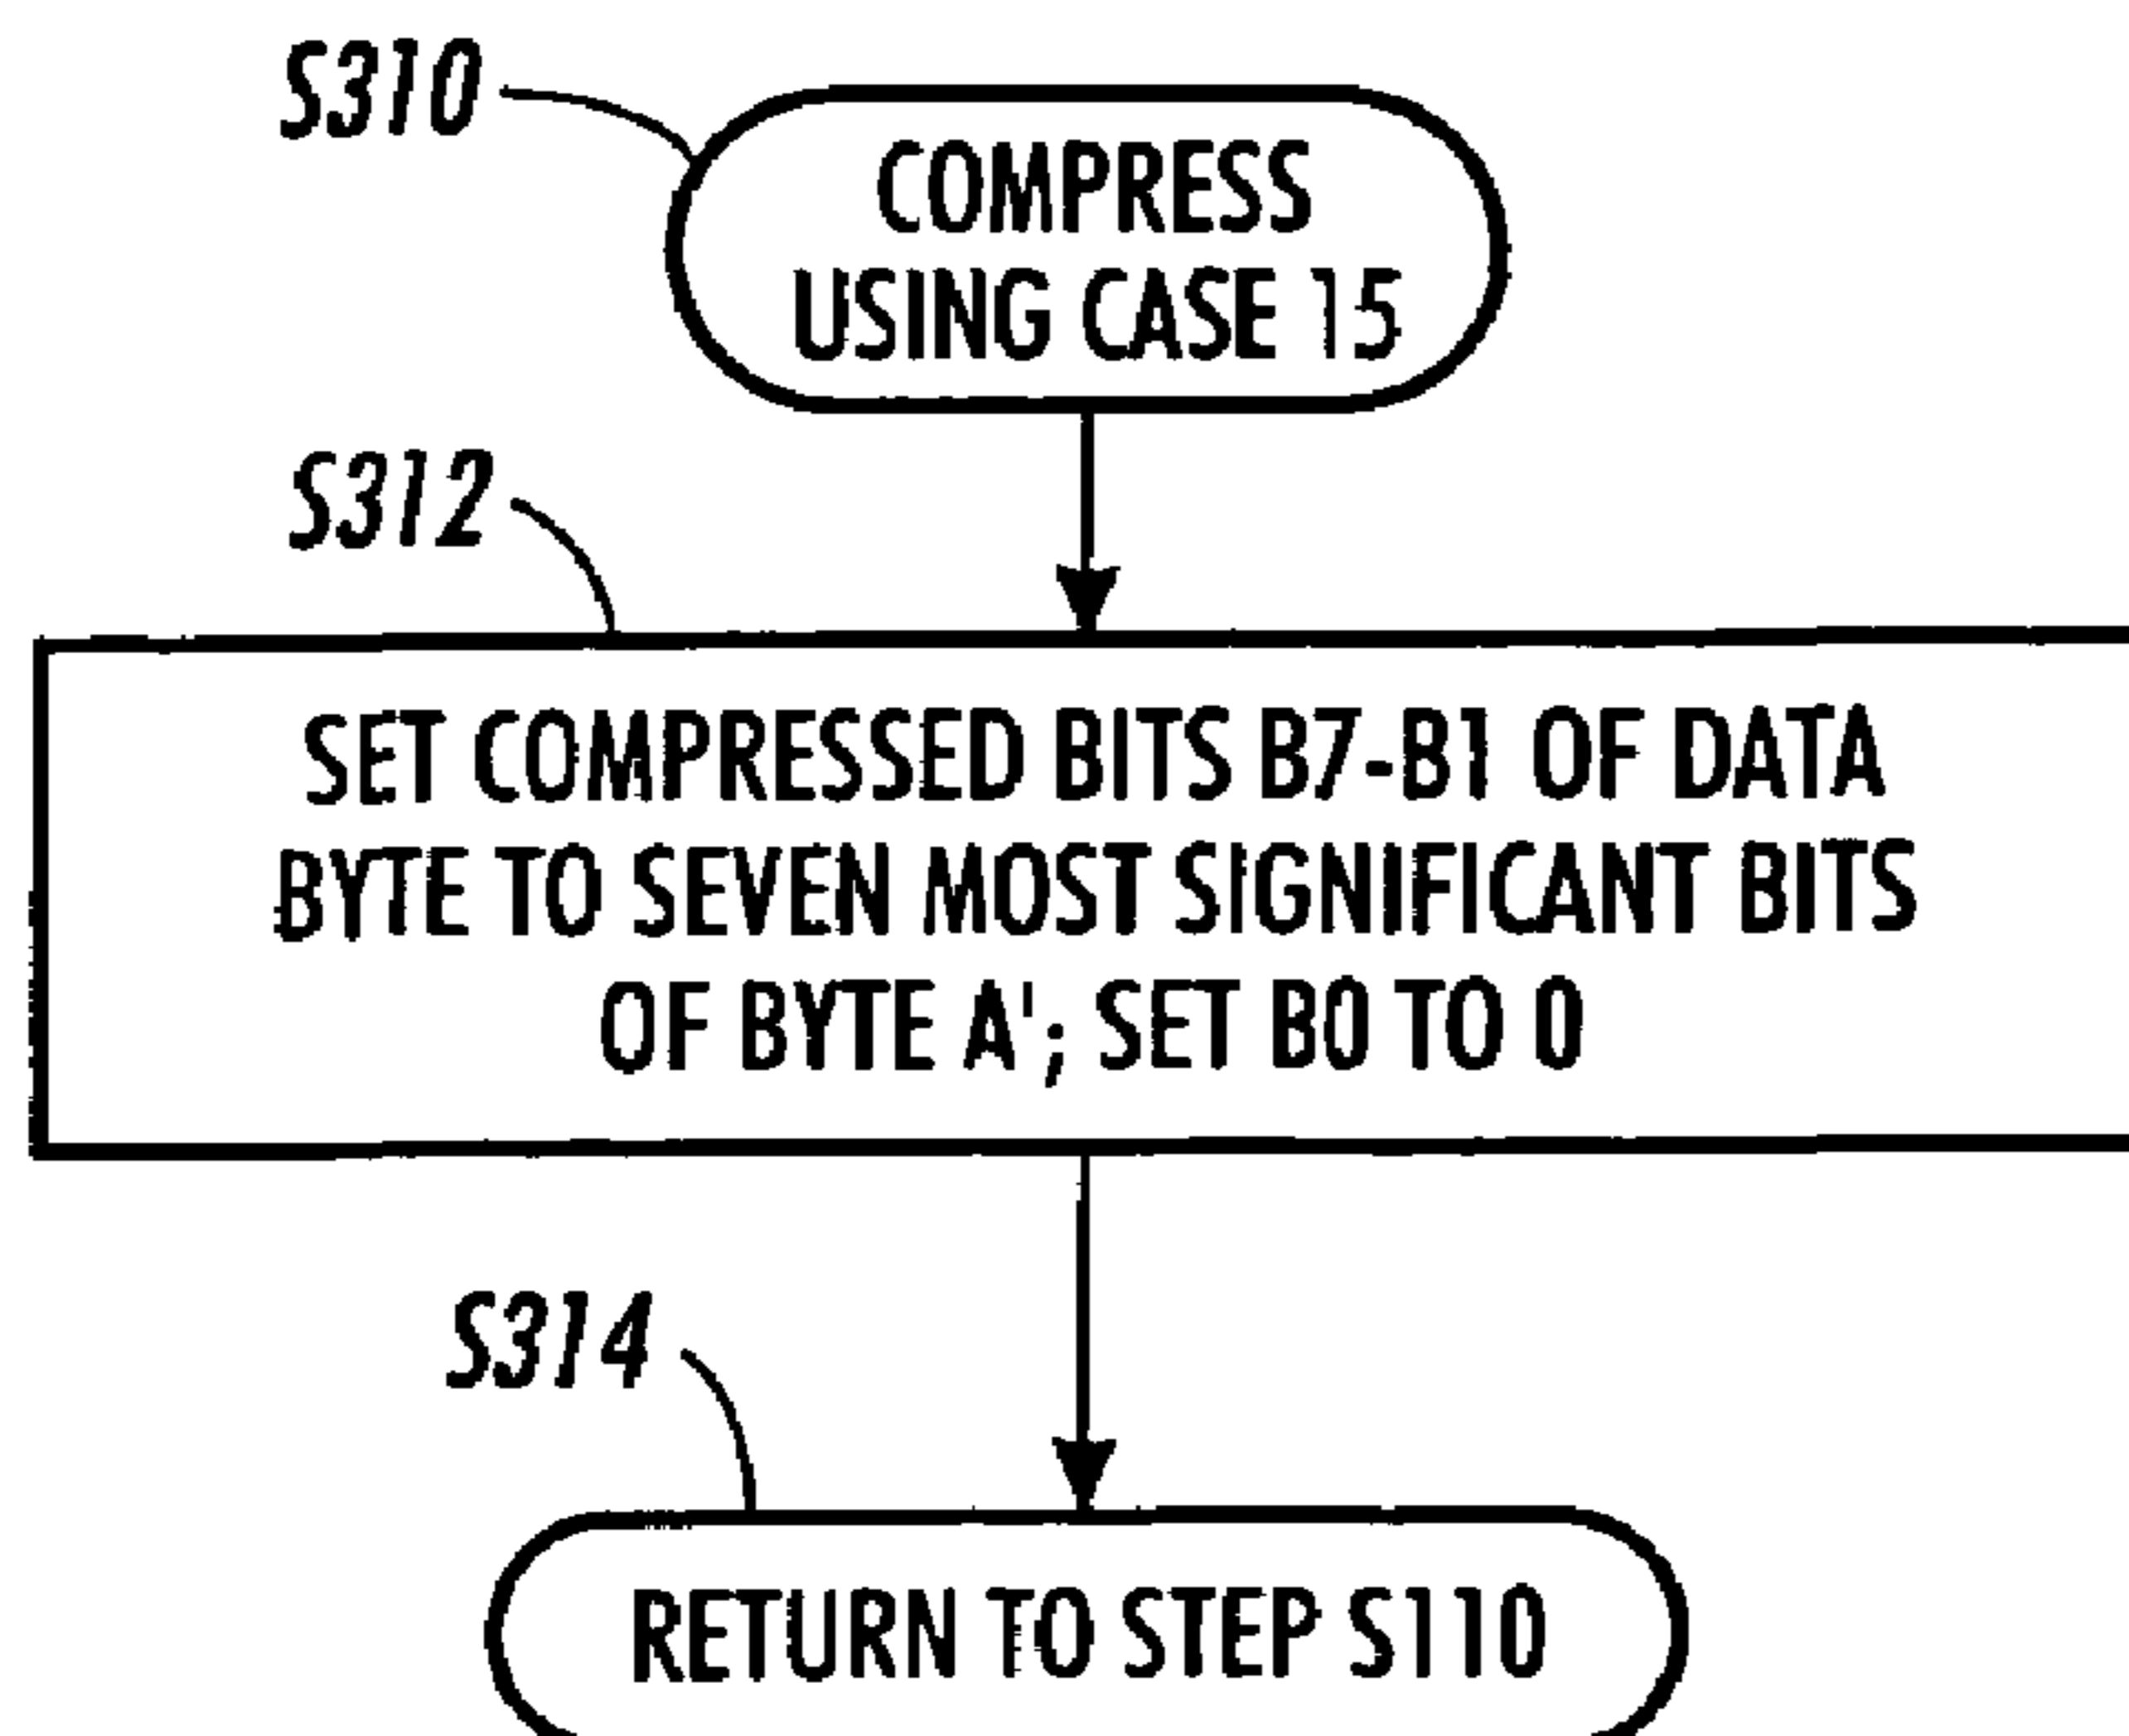 S310
COMPRESS
USING CASE 15
S312
SET COMPRESSED BITS B7-B1 OF DATA
BYTE TO SEVEN MOST SIGNIFICANT BITS
OF BYTE A'; SET B0 TO 0
S314
RETURN TO STEP S110